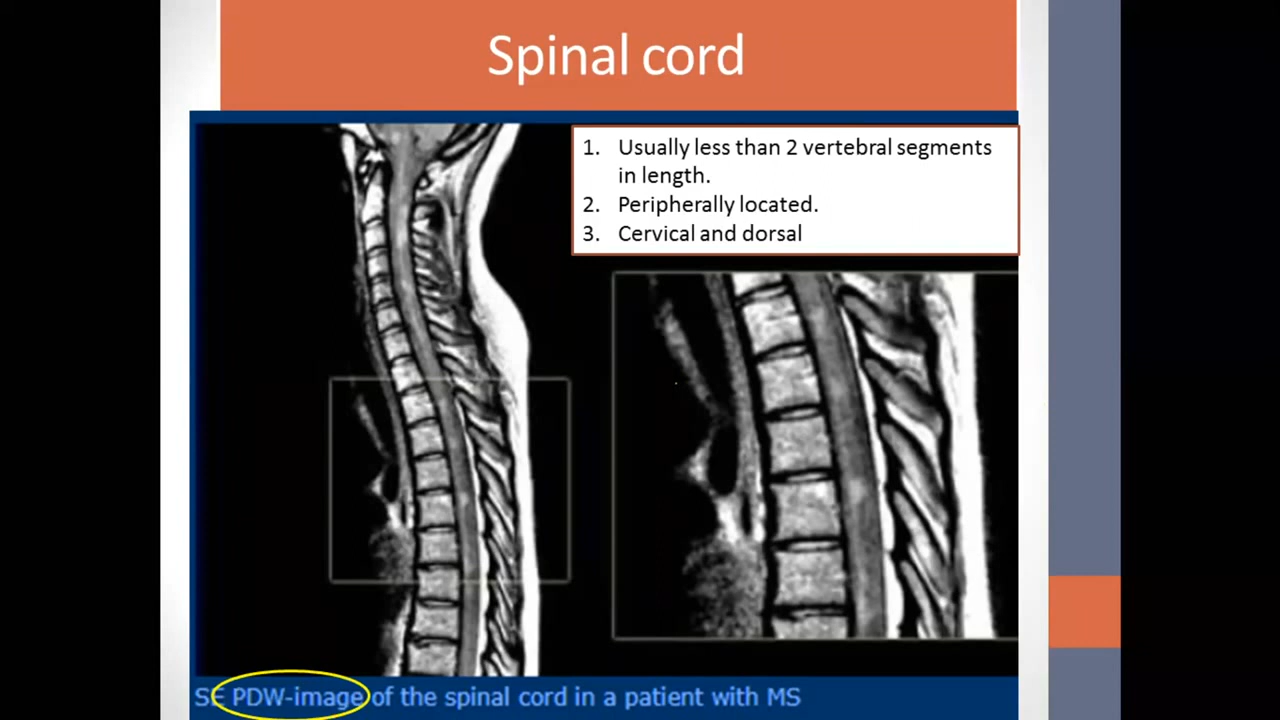 Spinal cord
1. Usually less than 2 vertebral segments
in length.
2. Peripherally located.
3. Cervical and dorsal
SE PDW-image of the spinal cord in a patient with MS